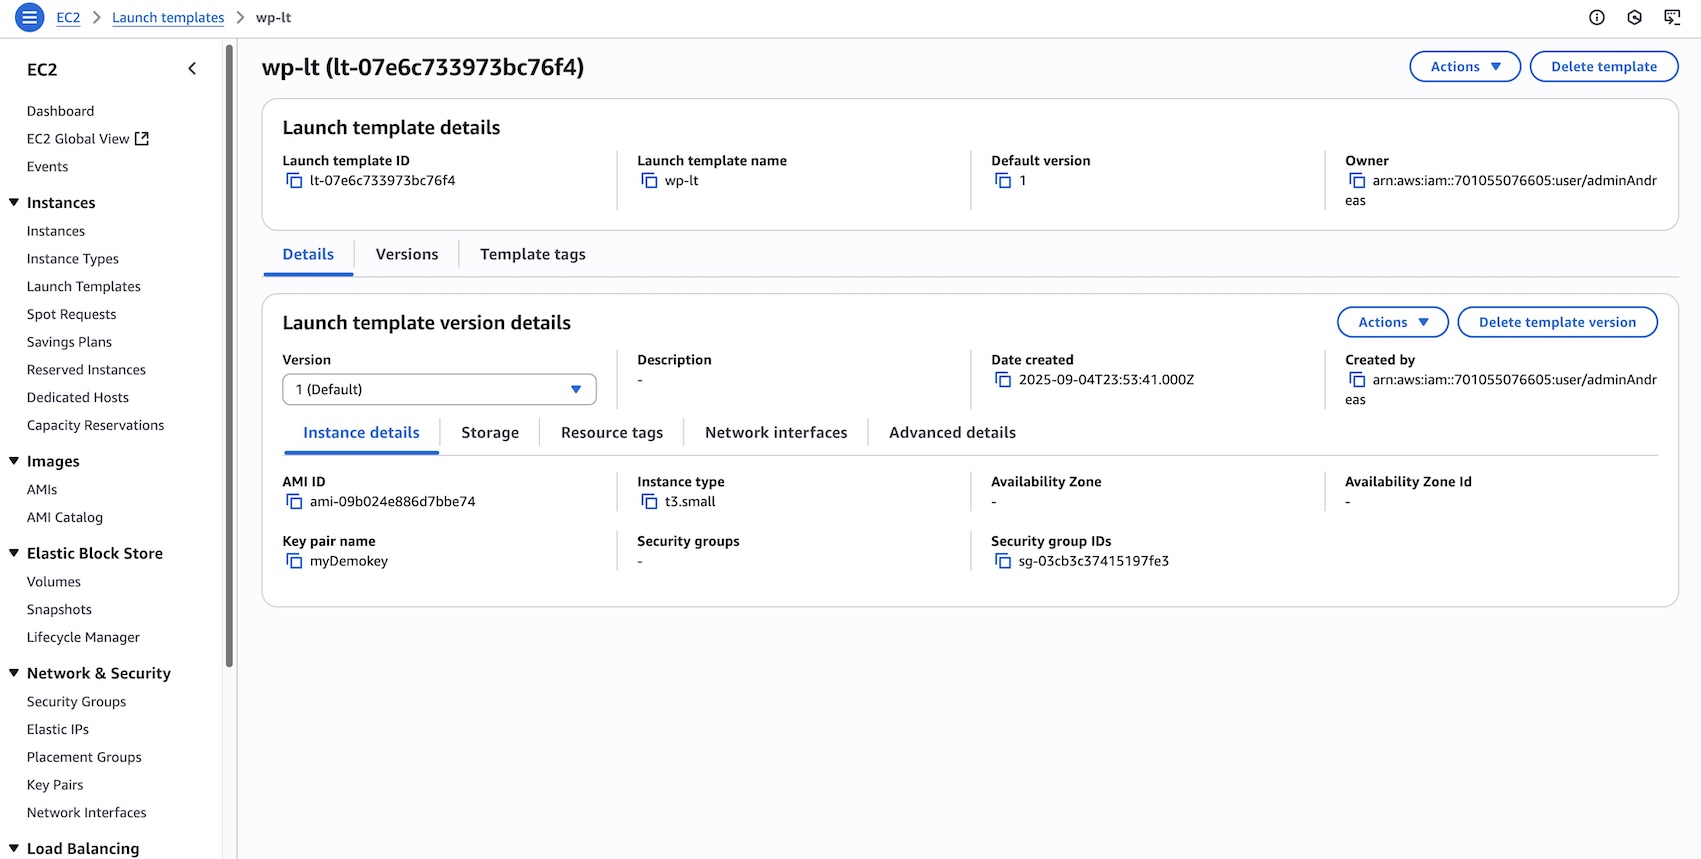 EC2 > Launch templates > wp-lt
EC2
Dashboard
EC2 Global View
Events
Instances
Instances
Instance Types
Launch Templates
Spot Requests
Savings Plans
Reserved Instances
Dedicated Hosts
Capacity Reservations
Images
AMIs
AMI Catalog
Elastic Block Store
Volumes
Snapshots
Lifecycle Manager
Network & Security
Security Groups
Elastic IPs
Placement Groups
Key Pairs
Network Interfaces
Load Balancing
wp-lt (lt-07e6c733973bc76f4)
Actions
Delete template
Launch template details
Launch template ID
lt-07e6c733973bc76f4
Launch template name
wp-lt
Default version
1
Owner
arn:aws:iam::701055076605:user/adminAndr
eas
Details
Versions
Template tags
Launch template version details
Actions
Delete template version
Version
1 (Default)
Description
-
Date created
2025-09-04T23:53:41.000Z
Created by
arn:aws:iam::701055076605:user/adminAndr
eas
Instance details
Storage
Resource tags
Network interfaces
Advanced details
AMI ID
ami-09b024e886d7bbe74
Instance type
t3.small
Availability Zone
-
Availability Zone Id
-
Key pair name
myDemokey
Security groups
-
Security group IDs
sg-03cb3c37415197fe3